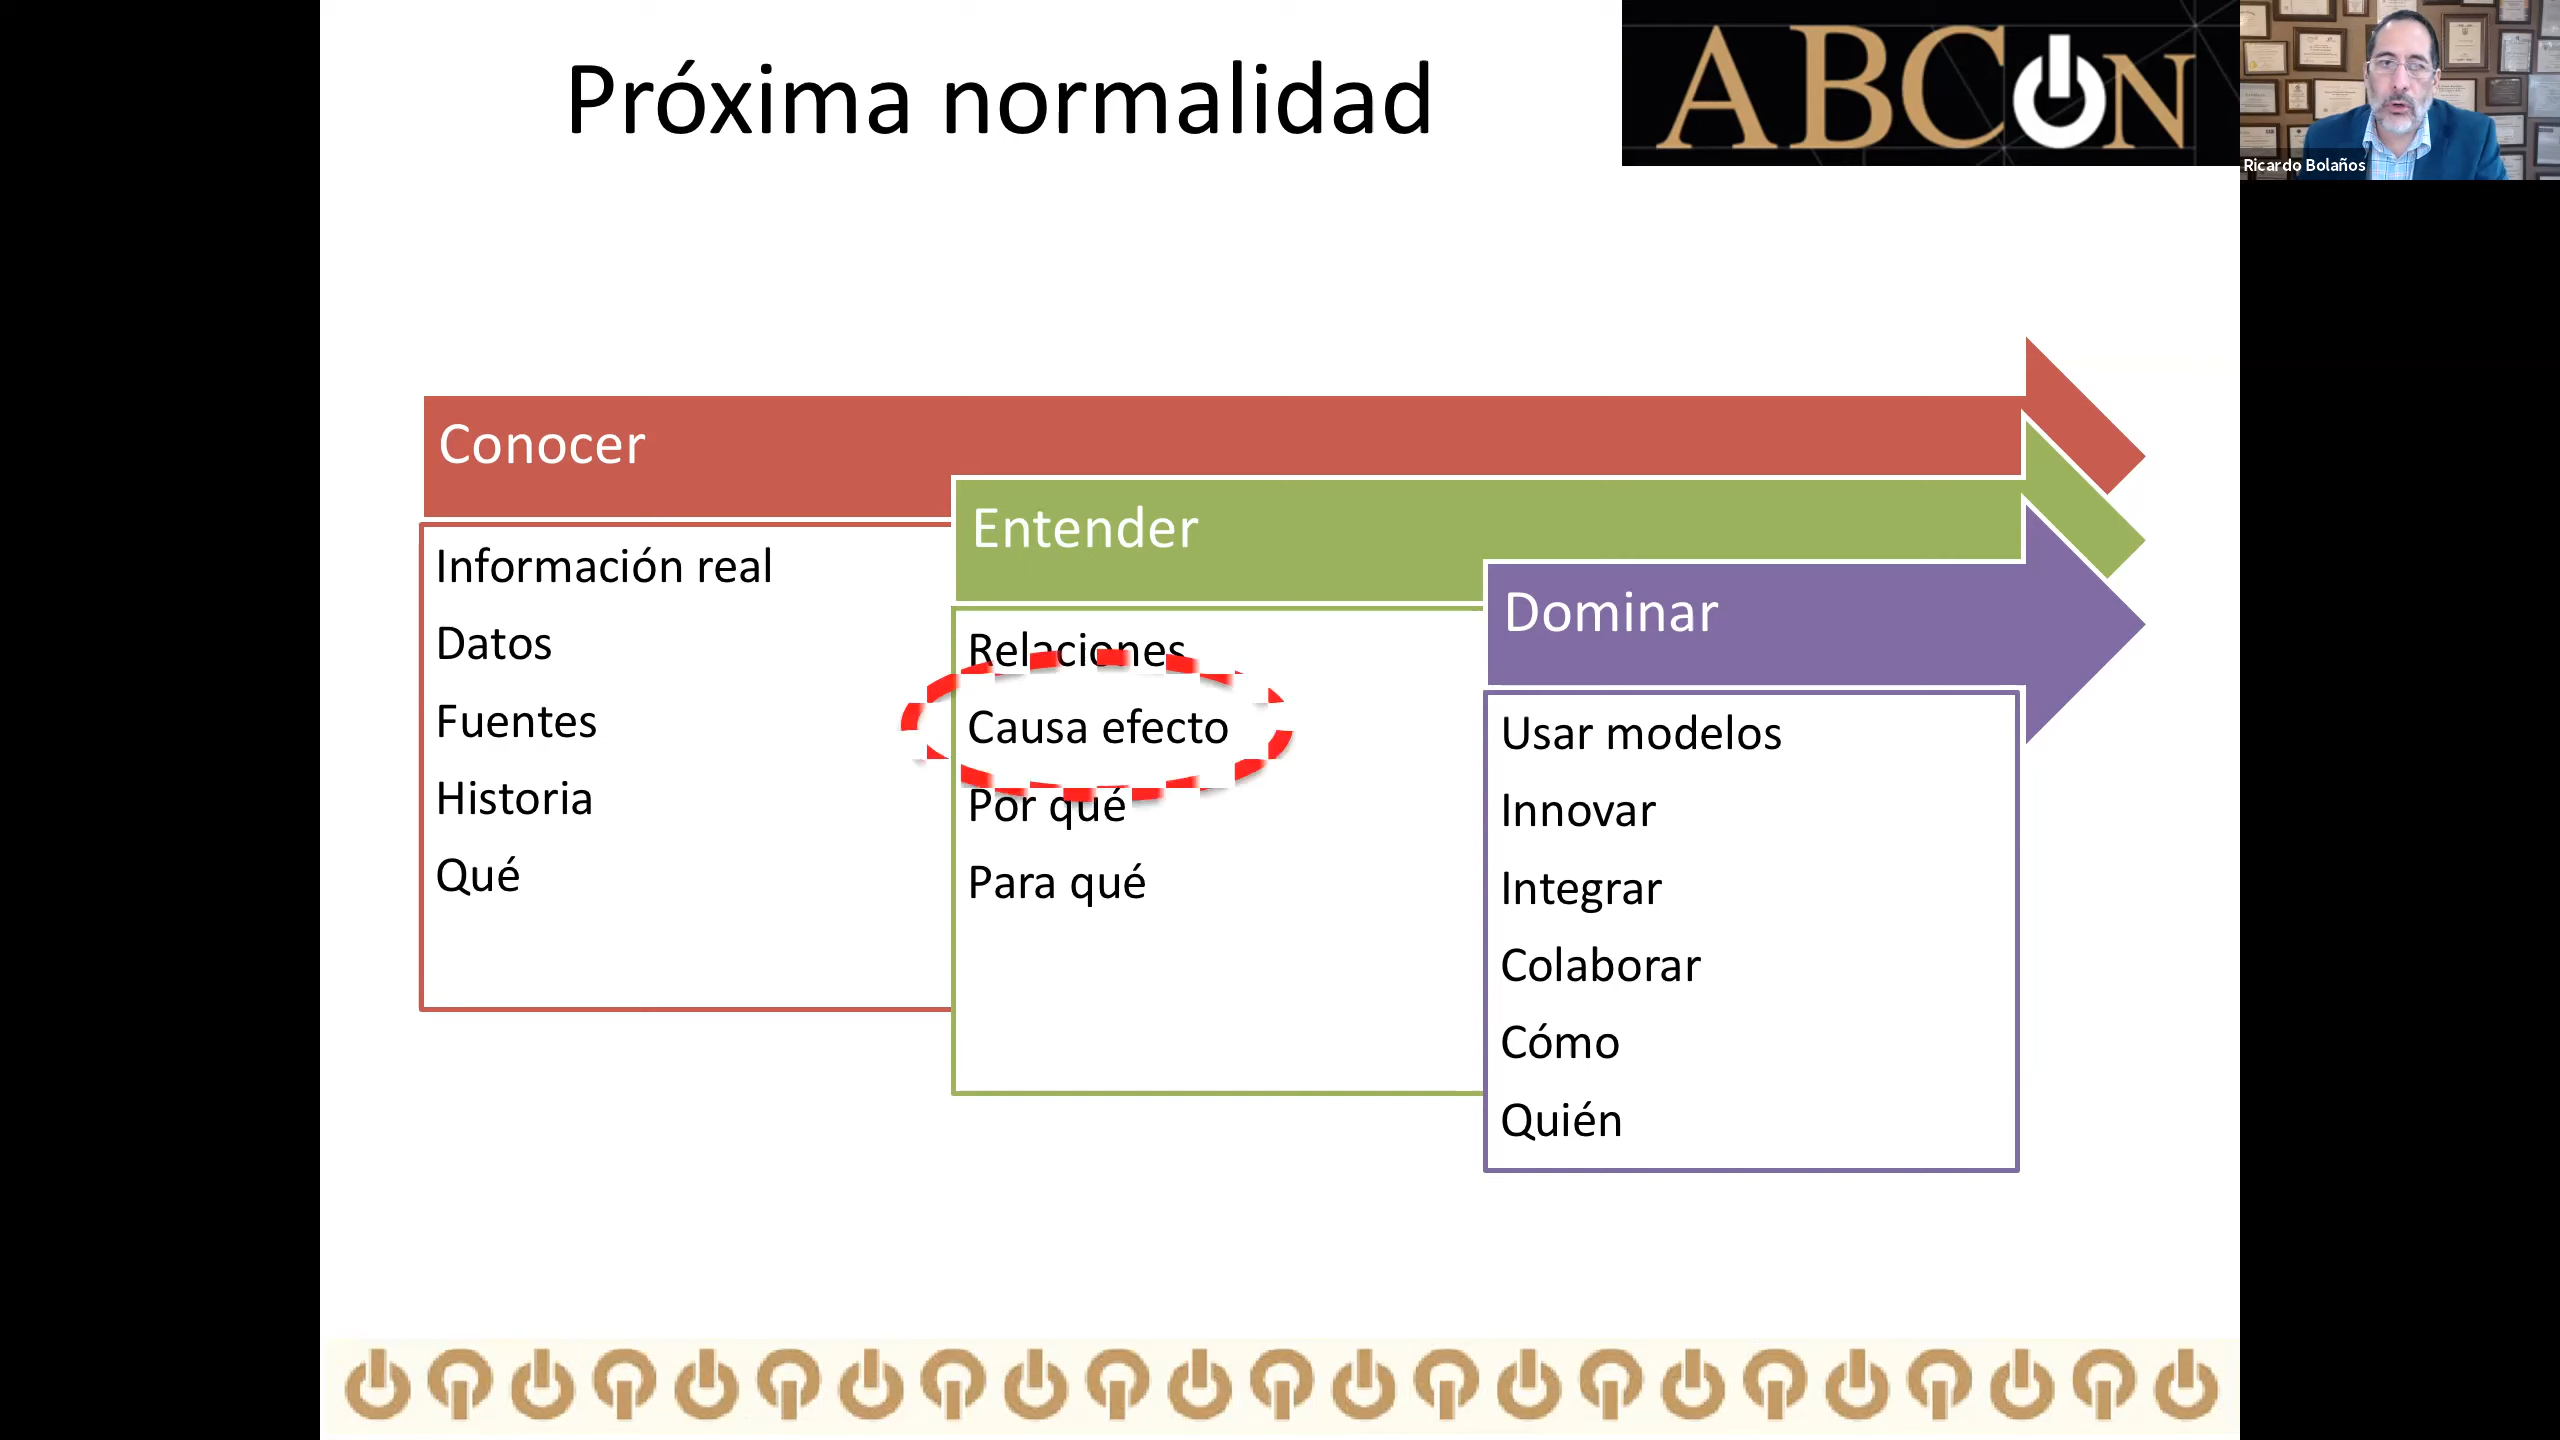 Próxima normalidad
ABCON
Ricardo Bolaños
Conocer
Información real
Datos
Fuentes
Historia
Qué
Entender
Relaciones
Causa efecto
Por qué
Para qué
Dominar
Usar modelos
Innovar
Integrar
Colaborar
Cómo
Quién